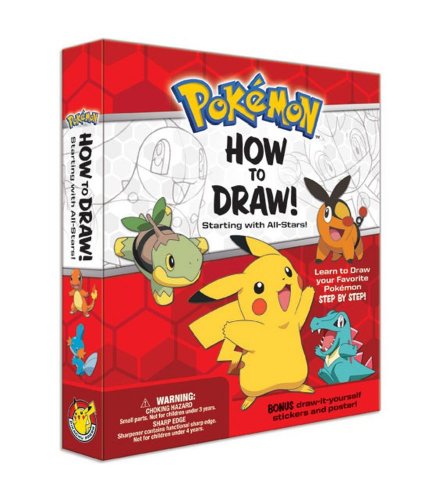 POKÉMON
HOW
TO
DRAW!
Starting with All-Stars!
Learn to Draw
your Favorite
Pokémon
STEP BY STEP!
BONUS draw-it-yourself
stickers and poster!
WARNING:
CHOKING HAZARD
Small parts. Not for children under 3 years.
SHARP EDGE
Sharpener contains functional sharp edge.
Not for children under 4 years.
POKÉMON
HOW TO DRAW!
Starting with All-Stars!